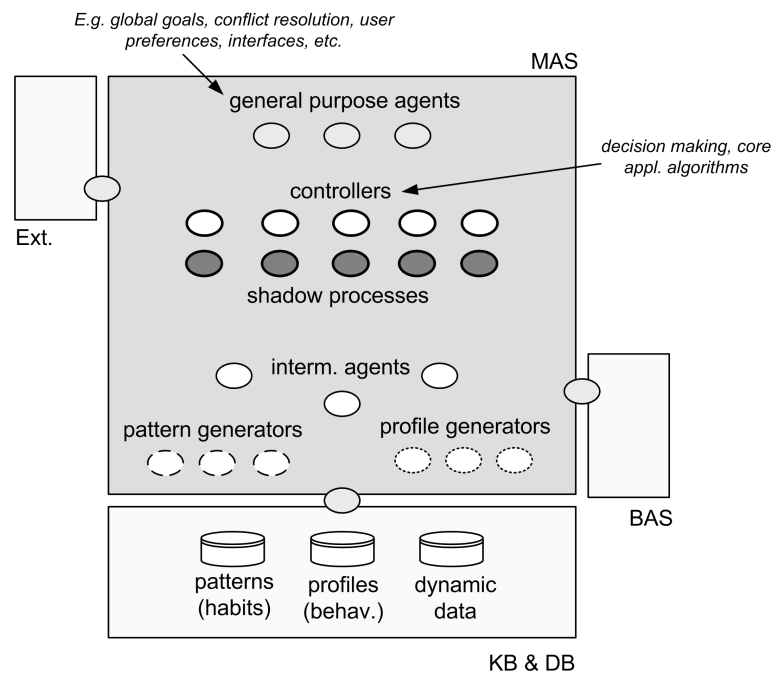 E.g. global goals, conflict resolution, user
preferences, interfaces, etc.
MAS
general purpose agents
decision making, core
appl. algorithms
controllers
Ext.
shadow processes
interm. agents
pattern generators
profile generators
BAS
patterns
(habits)
profiles
(behav.)
dynamic
data
KB & DB